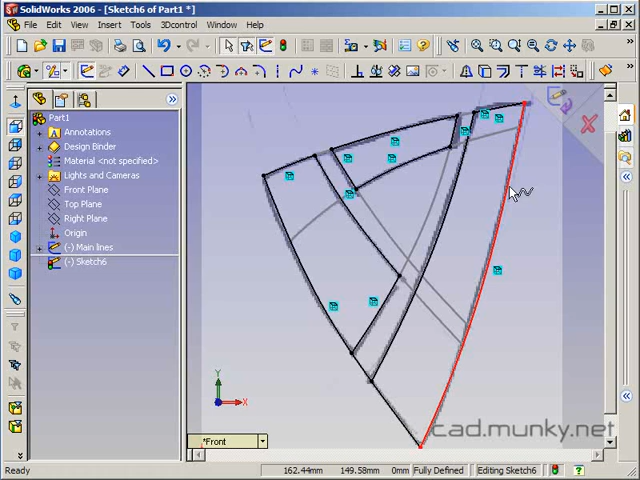 SolidWorks 2006 - [Sketch6 of Part1 *]
File Edit View Insert Tools 3Dcontrol Window Help
Part1
Annotations
Design Binder
Material <not specified>
Lights and Cameras
Front Plane
Top Plane
Right Plane
Origin
(-) Main lines
(-) Sketch6
Y
X
*Front
cad.munky.net
Ready
162.44mm 149.58mm 0mm Fully Defined Editing Sketch6